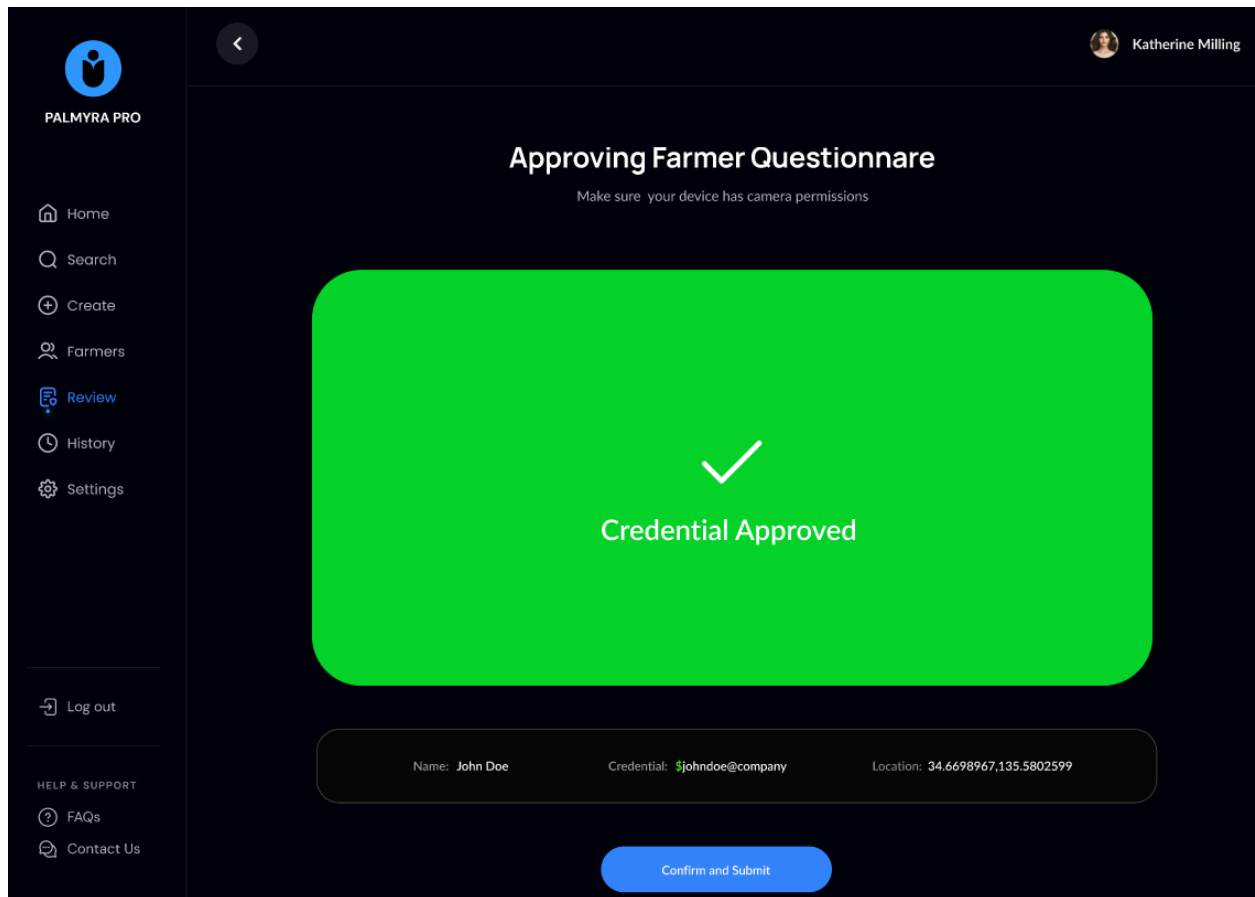 PALMYRA PRO
Home
Search
Create
Farmers
Review
History
Settings
Log out
HELP & SUPPORT
FAQs
Contact Us
Katherine Milling
Approving Farmer Questionnare
Make sure your device has camera permissions
Credential Approved
Name: John Doe Credential: $johndoe@company Location: 34.6698967,135.5802599
Confirm and Submit